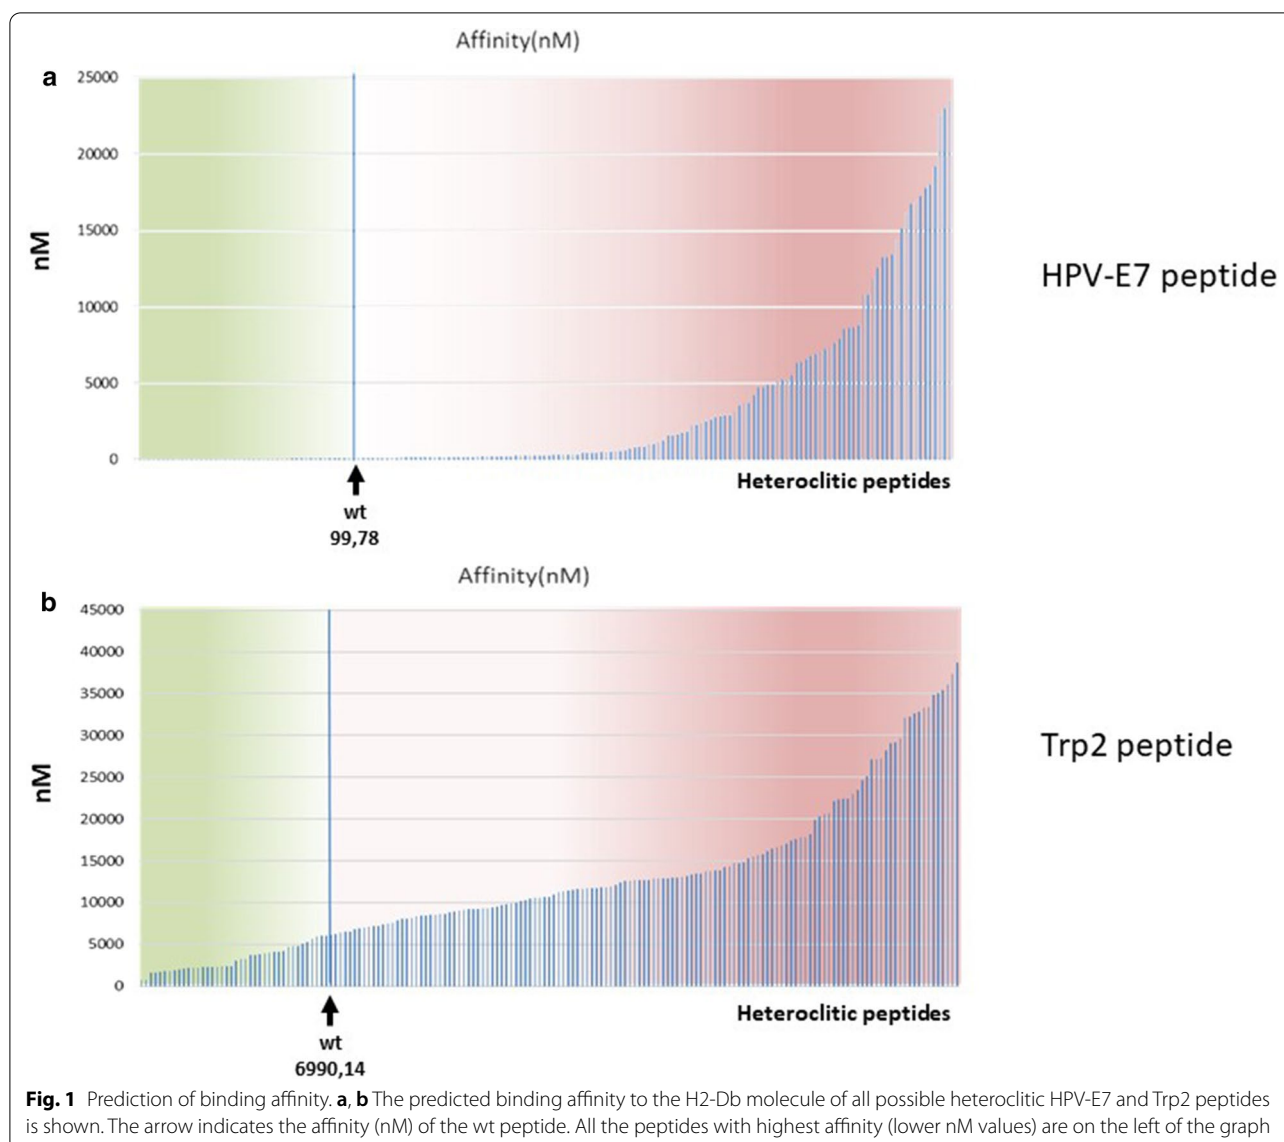 Affinity(nM)
a
25000
20000
15000
10000
5000
0
nM
HPV-E7 peptide
Heteroclitic peptides
wt
99,78
Affinity(nM)
b
45000
40000
35000
30000
25000
20000
15000
10000
5000
0
nM
Trp2 peptide
Heteroclitic peptides
wt
6990,14
Fig. 1 Prediction of binding affinity. a, b The predicted binding affinity to the H2-Db molecule of all possible heteroclitic HPV-E7 and Trp2 peptides
is shown. The arrow indicates the affinity (nM) of the wt peptide. All the peptides with highest affinity (lower nM values) are on the left of the graph